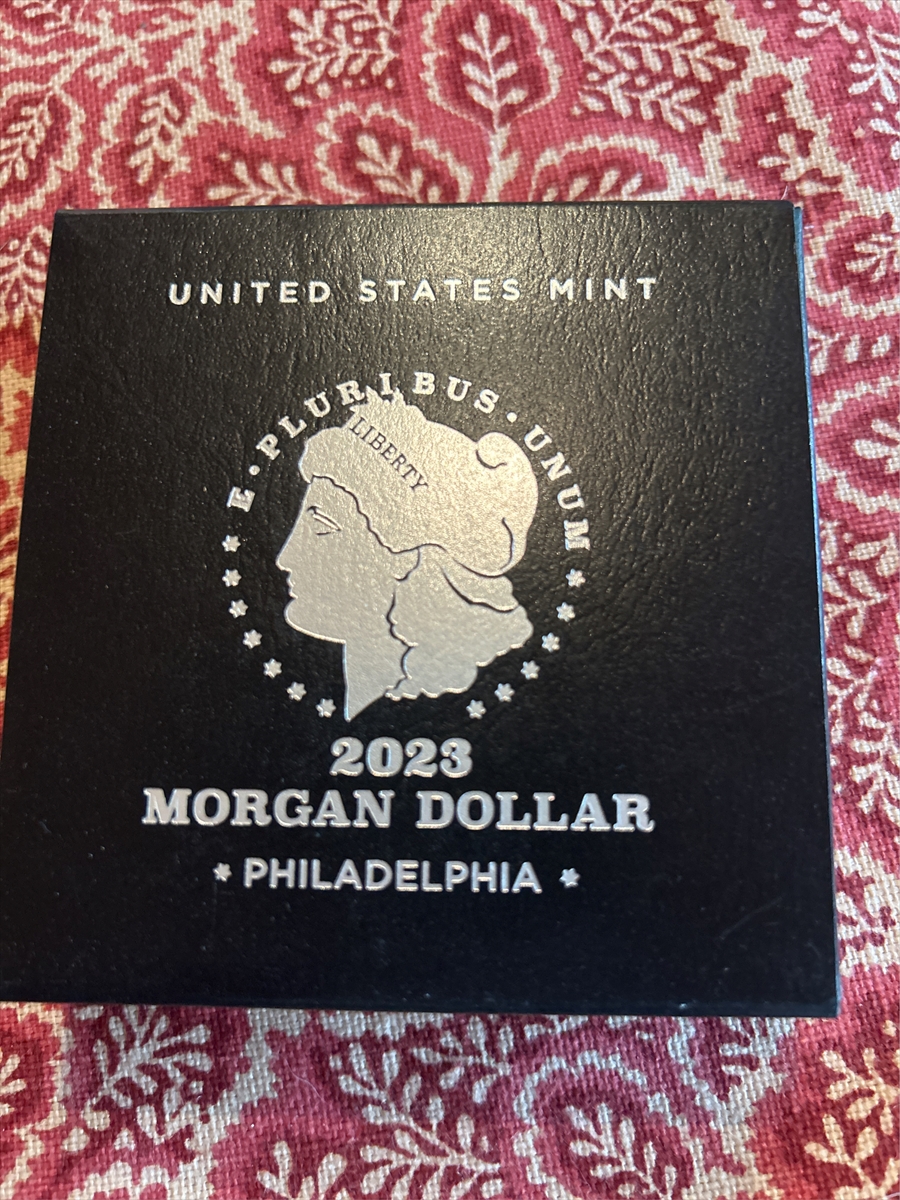 UNITED STATES MINT
E · PLURIBUS · UNUM
LIBERTY
2023
MORGAN DOLLAR
* PHILADELPHIA *